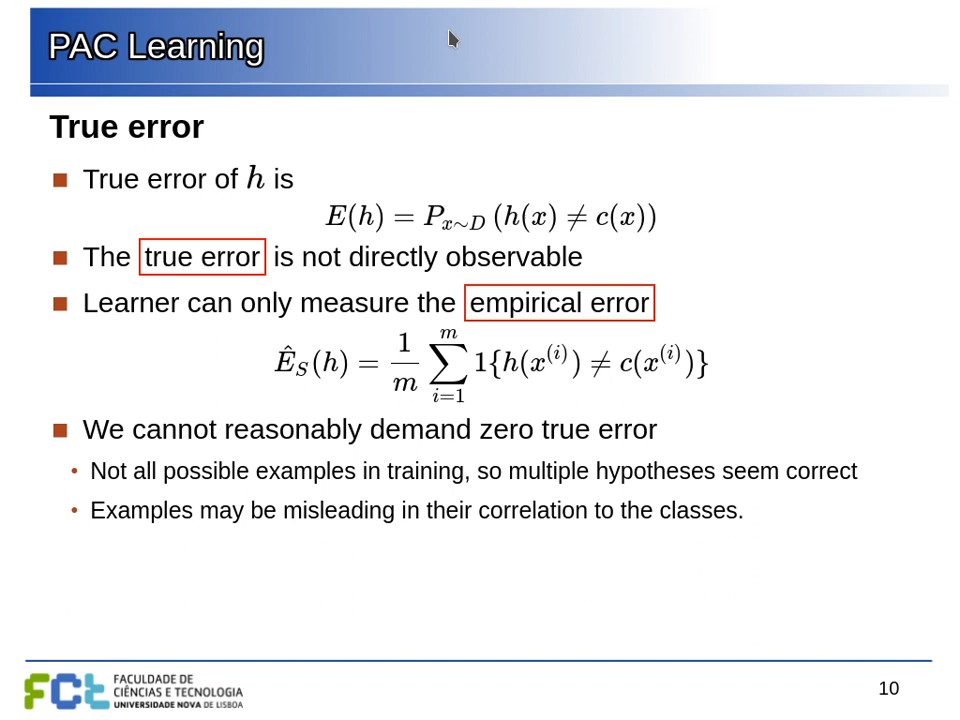 PAC Learning
True error
■ True error of h is
E(h) = P_{x∼D} (h(x) ≠ c(x))
■ The true error is not directly observable
■ Learner can only measure the empirical error
Ê_S(h) = \frac{1}{m} \sum_{i=1}^{m} 1{h(x^{(i)}) ≠ c(x^{(i)})}
■ We cannot reasonably demand zero true error
• Not all possible examples in training, so multiple hypotheses seem correct
• Examples may be misleading in their correlation to the classes.
FCt
FACULDADE DE
CIÊNCIAS E TECNOLOGIA
UNIVERSIDADE NOVA DE LISBOA
10